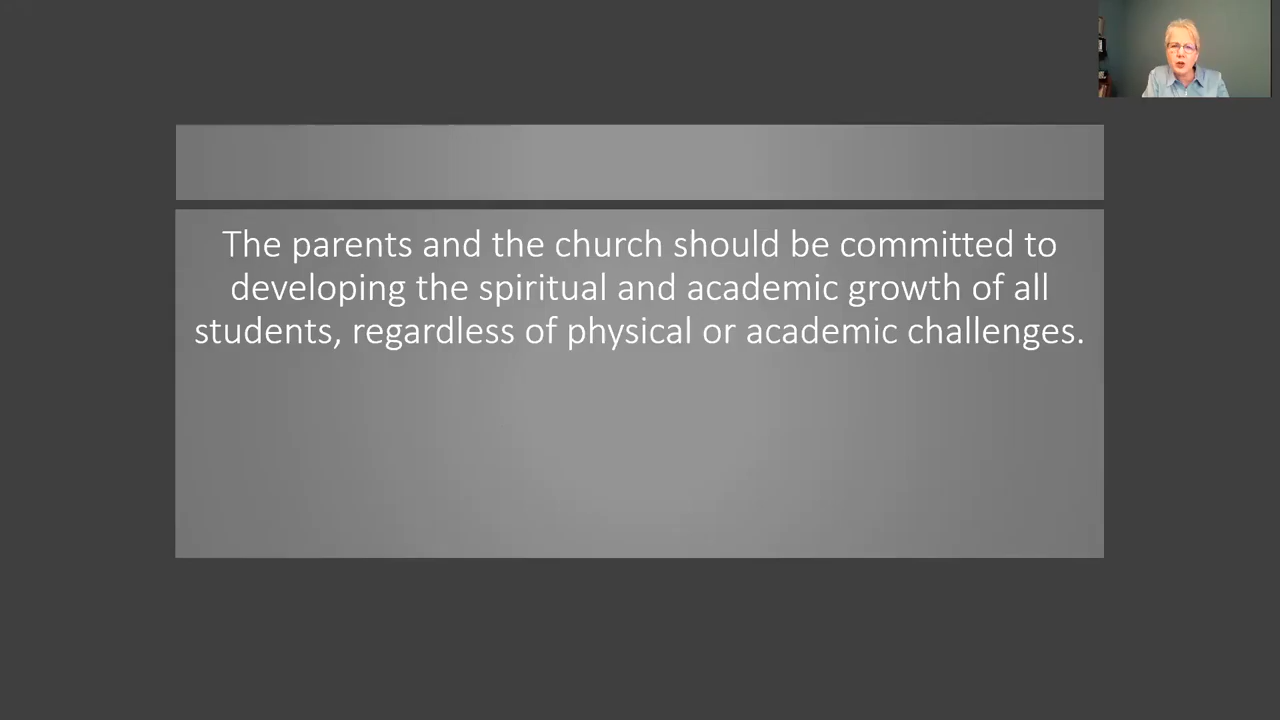 The parents and the church should be committed to
developing the spiritual and academic growth of all
students, regardless of physical or academic challenges.